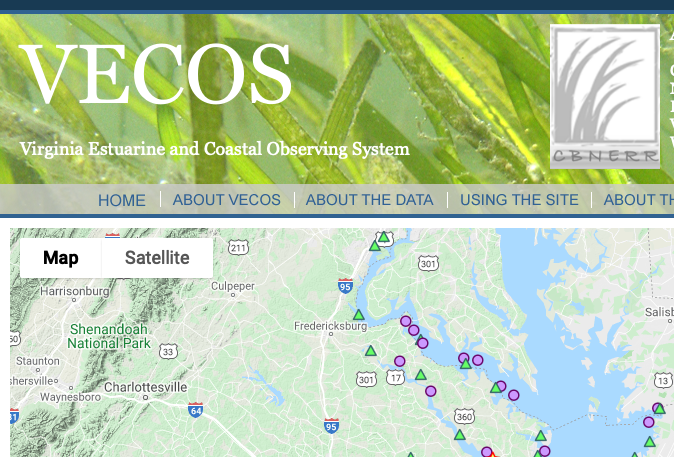 VECOS
Virginia Estuarine and Coastal Observing System
CBNERR
HOME
ABOUT VECOS
ABOUT THE DATA
USING THE SITE
ABOUT TH
Map
Satellite
211
301
Culpeper
95
Harrisonburg
Fredericksburg
Salisb
Shenandoah
National Park
33
Staunton
301
17
13
shersville
Charlottesville
Waynesboro
64
360
95